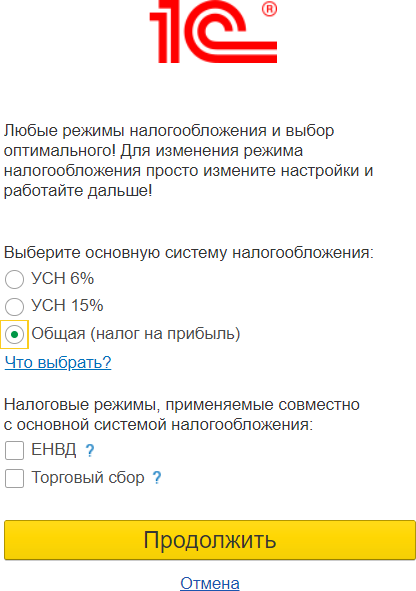 1С ®
Любые режимы налогообложения и выбор
оптимального! Для изменения режима
налогообложения просто измените настройки и
работайте дальше!
Выберите основную систему налогообложения:
УСН 6%
УСН 15%
Общая (налог на прибыль)
Что выбрать?
Налоговые режимы, применяемые совместно
с основной системой налогообложения:
ЕНВД ?
Торговый сбор ?
Продолжить
Отмена